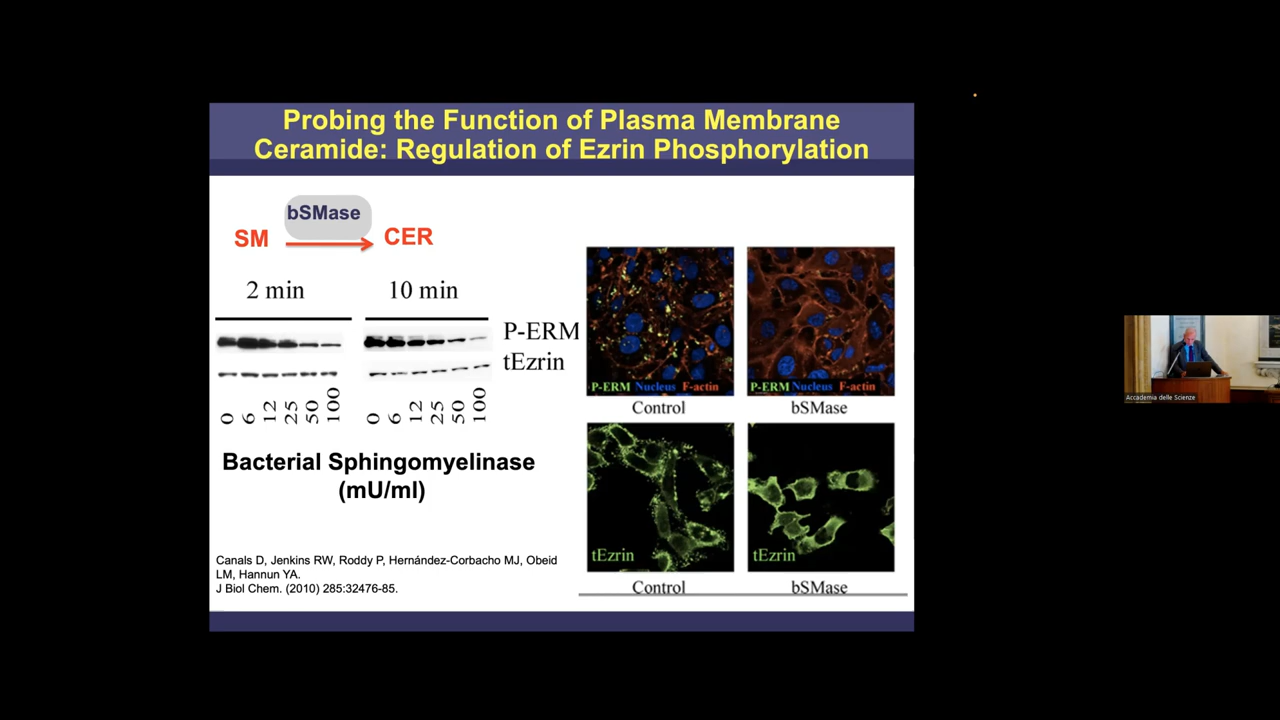 Probing the Function of Plasma Membrane
Ceramide: Regulation of Ezrin Phosphorylation
bSMase
SM
CER
2 min
10 min
P-ERM
tEzrin
0 6 12 25 50 100
0 6 12 25 50 100
Bacterial Sphingomyelinase
(mU/ml)
P-ERM Nucleus F-actin
P-ERM Nucleus F-actin
Control
bSMase
tEzrin
tEzrin
Control
bSMase
Canals D, Jenkins RW, Roddy P, Hernández-Corbacho MJ, Obeid
LM, Hannun YA.
J Biol Chem. (2010) 285:32476-85.
Accademia delle Scienze